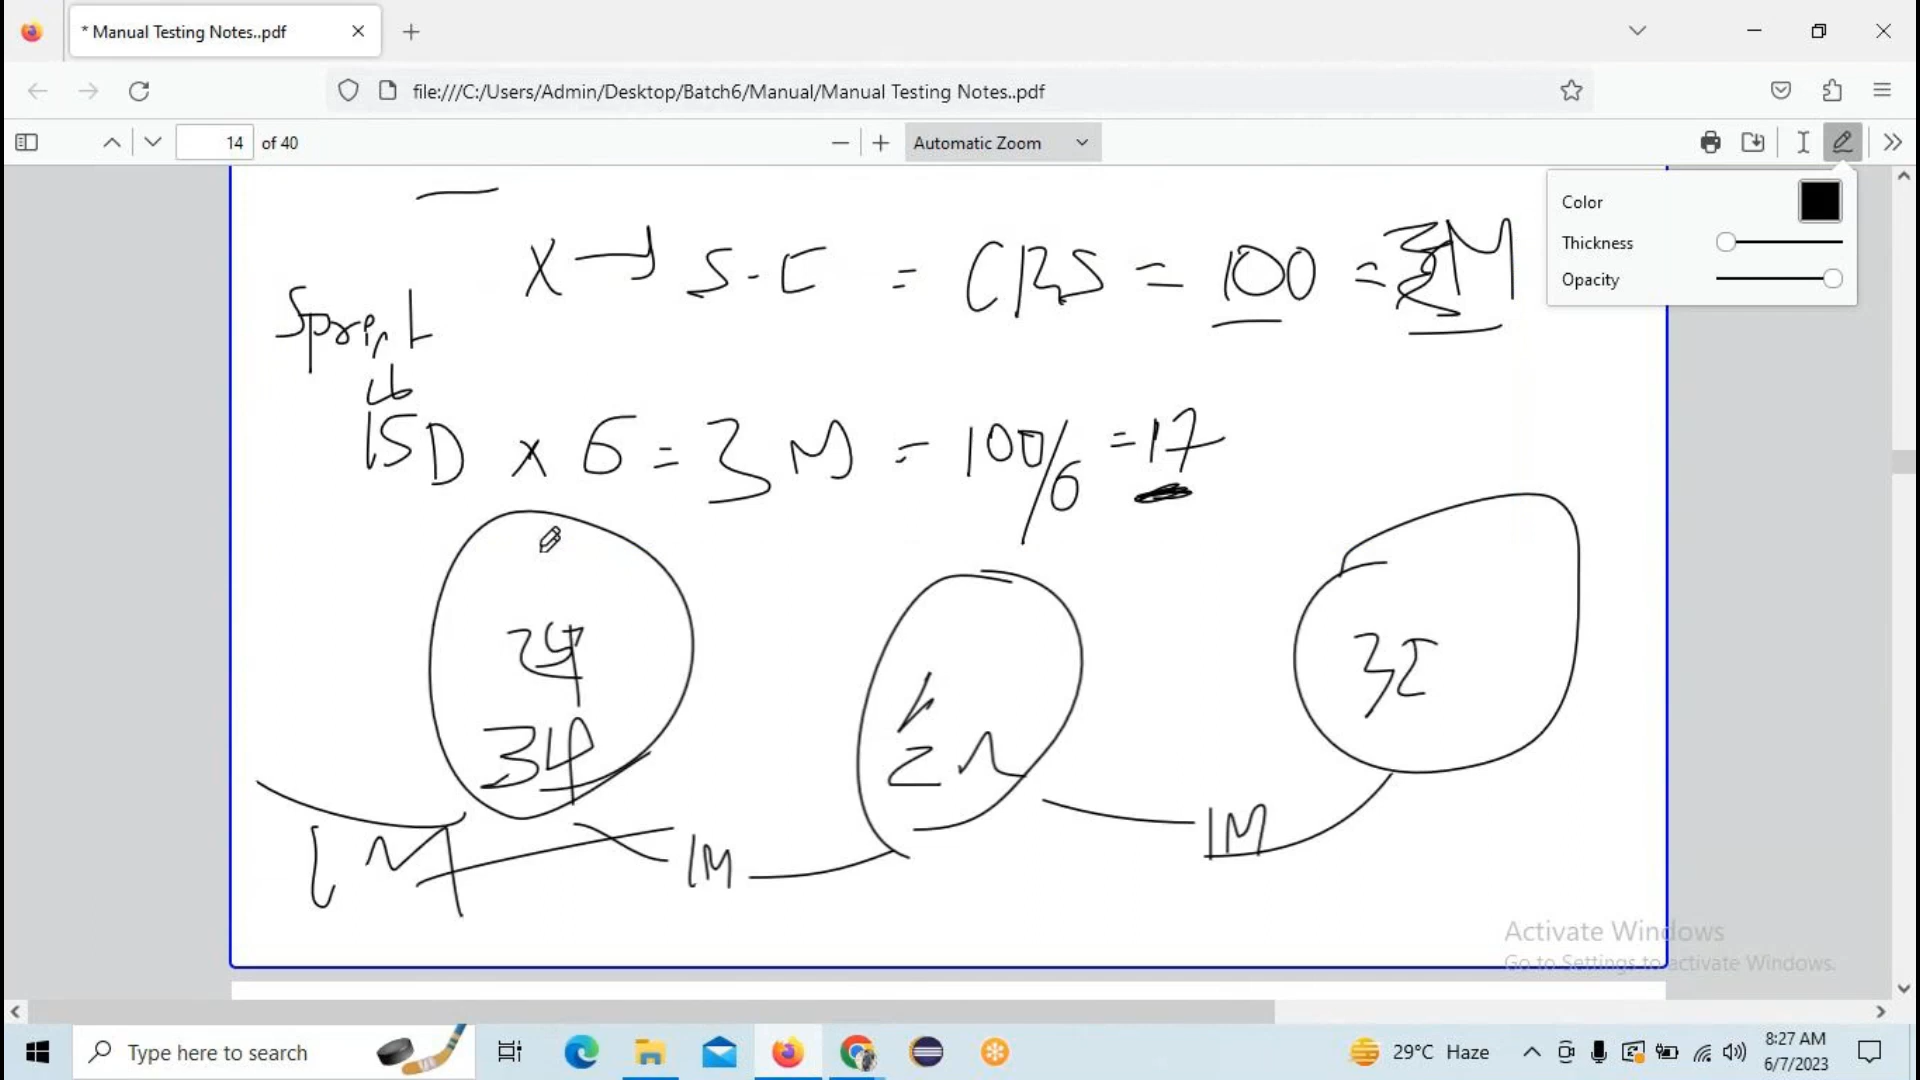 * Manual Testing Notes..pdf
file:///C:/Users/Admin/Desktop/Batch6/Manual/Manual Testing Notes..pdf
14 of 40
Automatic Zoom
Color
Thickness
Opacity
X → S.C = CRS = 100 = 3M
Sprint
15D x 6 = 3 M = 100/6 = 17
24
34
32
1M
1M
1M
Activate Windows
Go to Settings to activate Windows.
Type here to search
29°C Haze
8:27 AM
6/7/2023